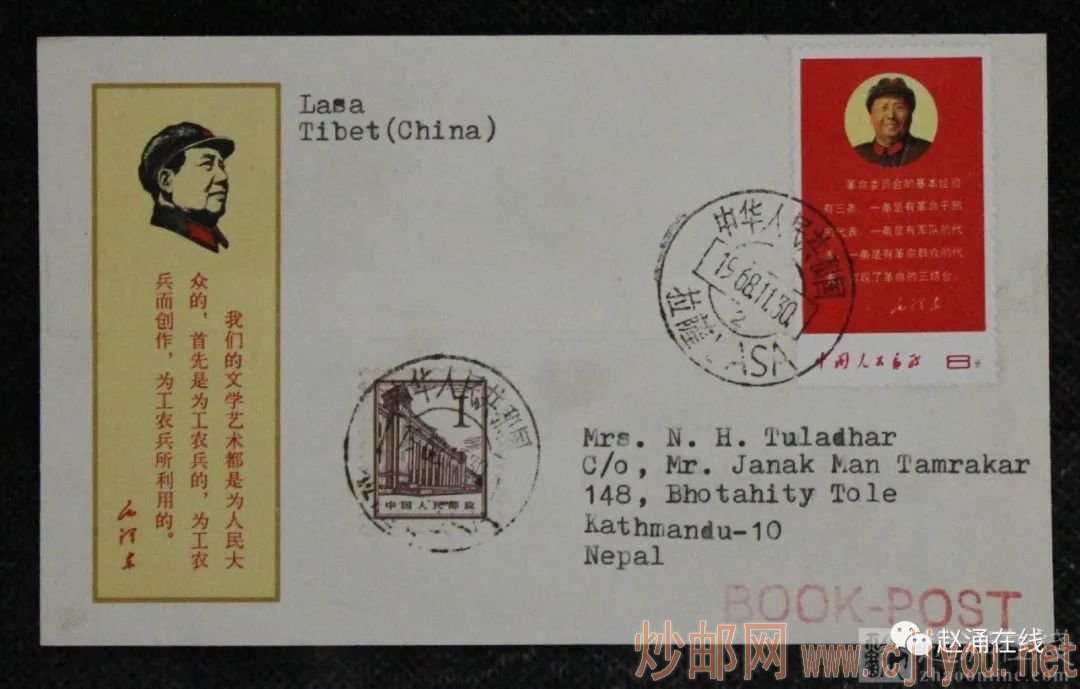 Lasa
Tibet(China)
我们的文学艺术都是为人民大
众的，首先是为工农兵的，为工农
兵而创作，为工农兵所利用的。
毛泽东
革命委员会的基本经验
有三条：一条是有革命干部
的代表，一条是有军队的代
表，一条是有革命群众的代
表，实现了革命的三结合。
毛泽东
中国人民邮政 8分
中华人民共和国
1968.11.30
2
拉萨 LASA
中华人民共和国
1
中国人民邮政
Mrs. N. H. Tuladhar
C/o, Mr. Janak Man Tamrakar
148, Bhotahity Tole
Kathmandu-10
Nepal
BOOK-POST
炒邮网 www.cjiyou.net
赵涌在线
zhaoonline.com